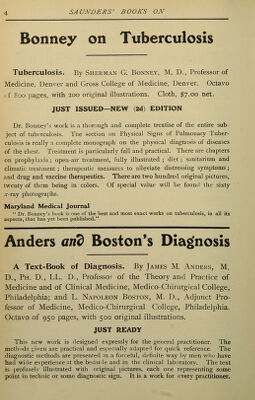 4 SAUNDERS' BOOKS ON
Bonney on Tuberculosis
Tuberculosis. By SHERMAN G. BONNEY, M. D., Professor of
Medicine, Denver and Gross College of Medicine, Denver. Octavo
of 800 pages, with 200 original illustrations. Cloth, $7.00 net.
JUST ISSUED—NEW (2d) EDITION
Dr. Bonney's work is a thorough and complete treatise of the entire sub-
ject of tuberculosis. The section on Physical Signs of Pulmonary Tuber-
culosis is really a complete monograph on the physical diagnosis of diseases
of the chest. Treatment is particularly full and practical. There are chapters
on prophylaxis; open-air treatment, fully illustrated; diet; sanitarium and
climatic treatment; therapeutic measures to alleviate distressing symptoms;
and drug and vaccine therapeutics. There are two hundred original pictures,
twenty of them being in colors. Of special value will be found the sixty
x-ray photographs.
Maryland Medical Journal
"Dr. Bonney's book is one of the best and most exact works on tuberculosis, in all its
aspects, that has yet been published."
Anders and Boston's Diagnosis
A Text-Book of Diagnosis. By JAMES M. ANDERS, M.
D., PH. D., LL. D., Professor of the Theory and Practice of
Medicine and of Clinical Medicine, Medico-Chirurgical College,
Philadelphia; and L. NAPOLEON BOSTON, M. D., Adjunct Pro-
fessor of Medicine, Medico-Chirurgical College, Philadelphia.
Octavo of 950 pages, with 500 original illustrations.
JUST READY
This new work is designed expressly for the general practitioner. The
methods given are practical and especially adapted for quick reference. The
diagnostic methods are presented in a forceful, definite way by men who have
had wide experience at the bedside and in the clinical laboratory. The text
is profusely illustrated with original pictures, each one representing some
point in technic or some diagnostic sign. It is a work for every practitioner.